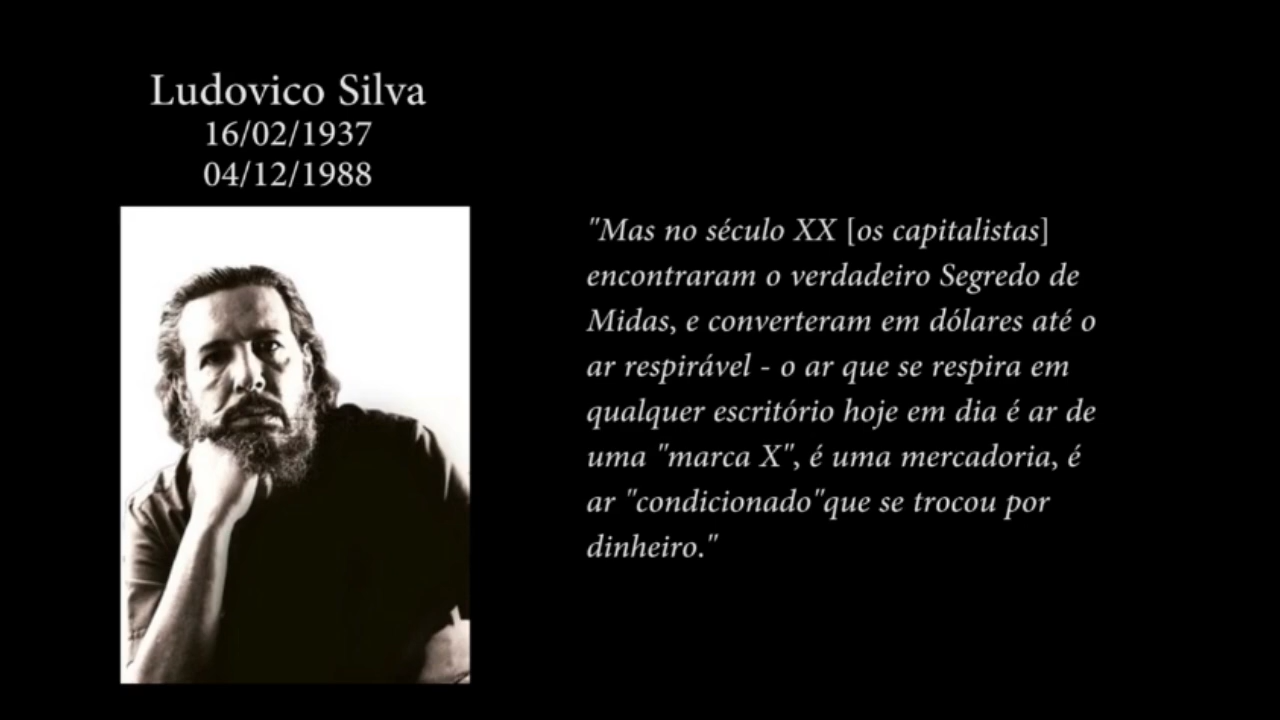 Ludovico Silva
16/02/1937
04/12/1988
"Mas no século XX [os capitalistas]
encontraram o verdadeiro Segredo de
Midas, e converteram em dólares até o
ar respirável - o ar que se respira em
qualquer escritório hoje em dia é ar de
uma "marca X", é uma mercadoria, é
ar "condicionado"que se trocou por
dinheiro."